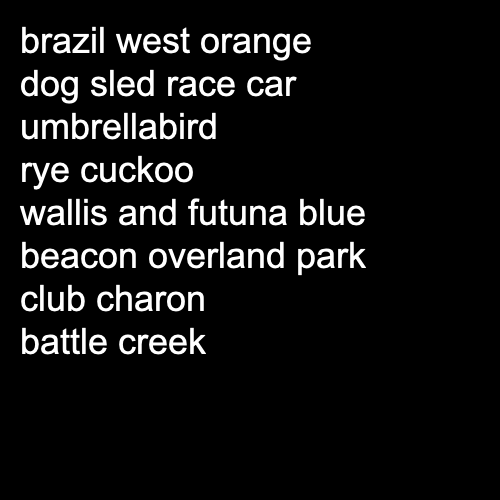 brazil west orange
dog sled race car
umbrellabird
rye cuckoo
wallis and futuna blue
beacon overland park
club charon
battle creek